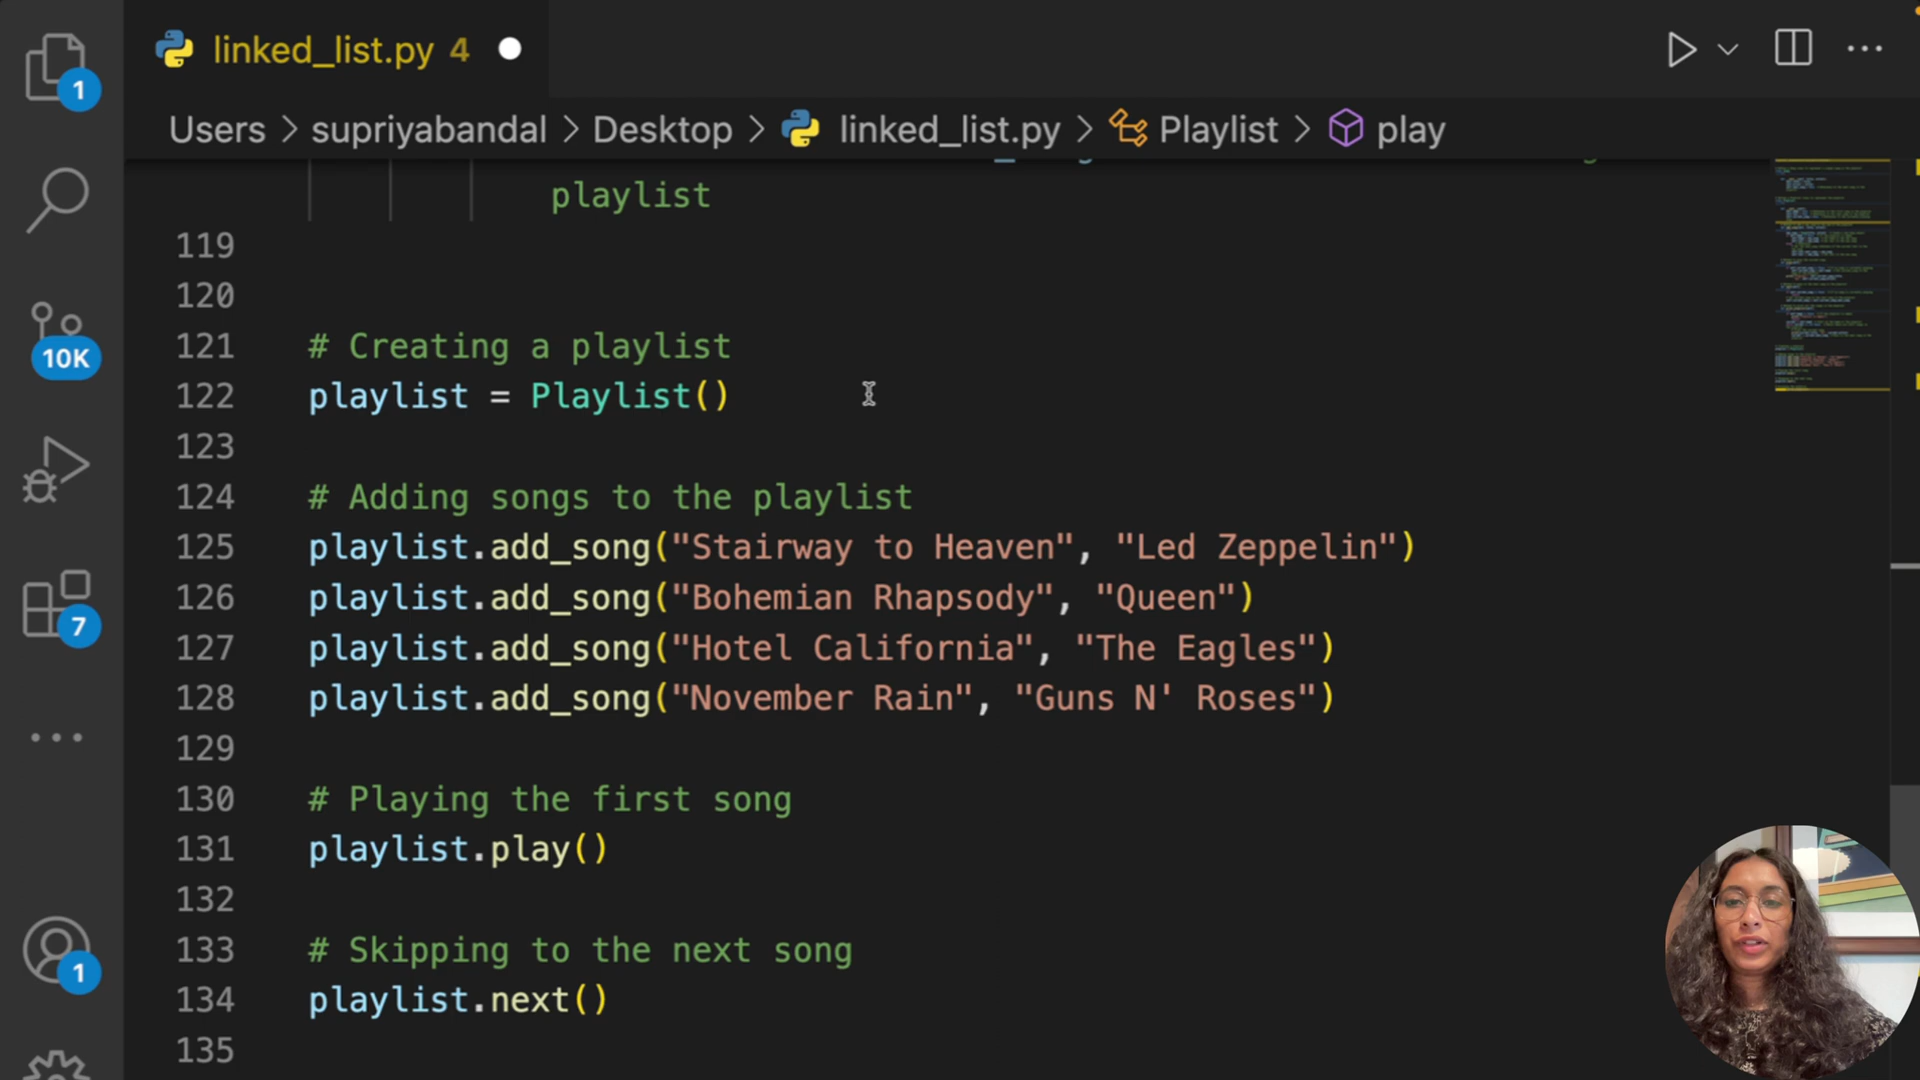 linked_list.py 4
1
Users > supriyabandal > Desktop > linked_list.py > Playlist > play
playlist
119
120
121 # Creating a playlist
122 playlist = Playlist()
123
124 # Adding songs to the playlist
125 playlist.add_song("Stairway to Heaven", "Led Zeppelin")
126 playlist.add_song("Bohemian Rhapsody", "Queen")
127 playlist.add_song("Hotel California", "The Eagles")
128 playlist.add_song("November Rain", "Guns N' Roses")
129
130 # Playing the first song
131 playlist.play()
132
133 # Skipping to the next song
134 playlist.next()
135
10K
7
1